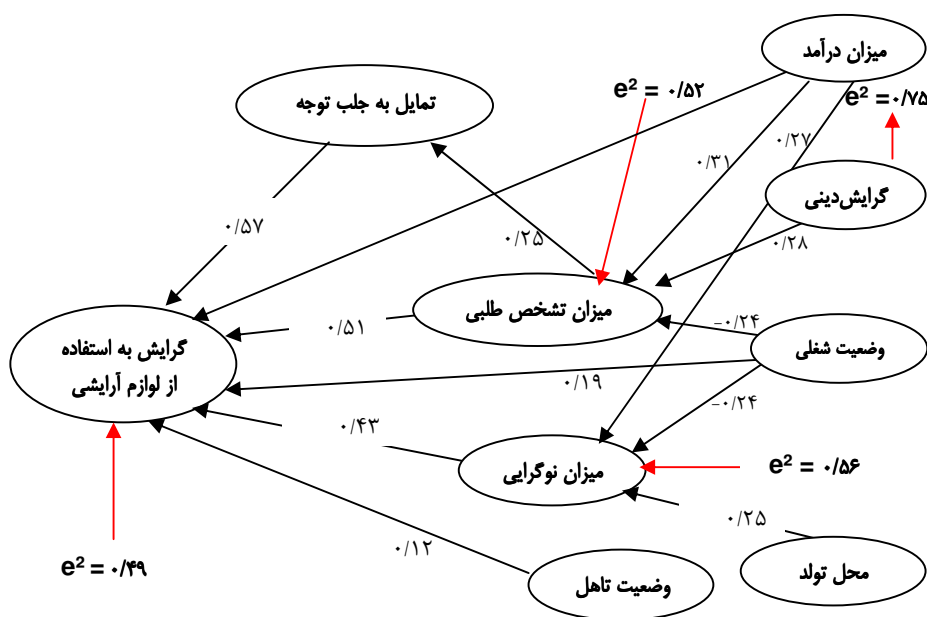 میزان درآمد
تمایل به جلب توجه
e² = ۰/۵۲
e² =۰/۷۵
۰/۲۷
۰/۳۱
گرایش‌دینی
۰/۵۷
۰/۲۵
۰/۲۸
میزان تشخص طلبی
۰/۵۱
-۰/۲۴
وضعیت شغلی
گرایش به استفاده
از لوازم آرایشی
۰/۱۹
-۰/۲۴
۰/۴۳
میزان نوگرایی
e² = ۰/۵۶
۰/۲۵
۰/۱۲
e² = ۰/۴۹
وضعیت تاهل
محل تولد